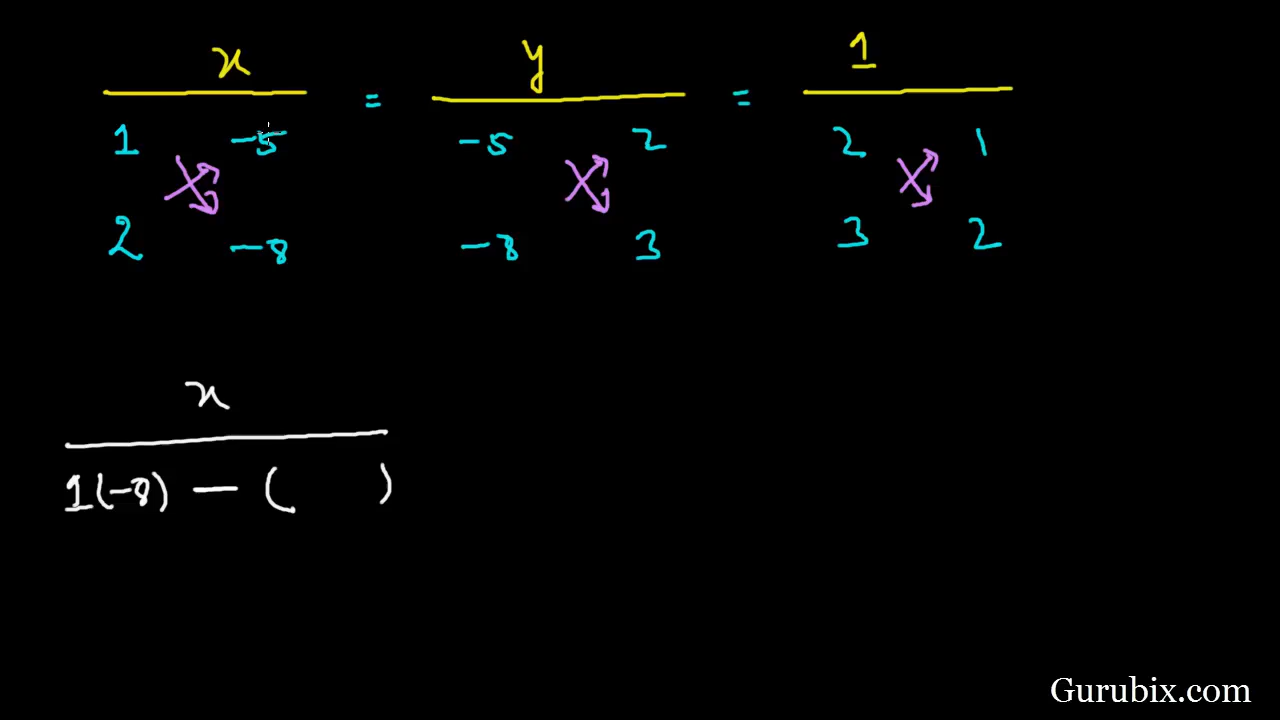 x = y = 1
1 -5 -5 2 2 1
2 -8 -8 3 3 2
x
1(-8) - ( )
Gurubix.com